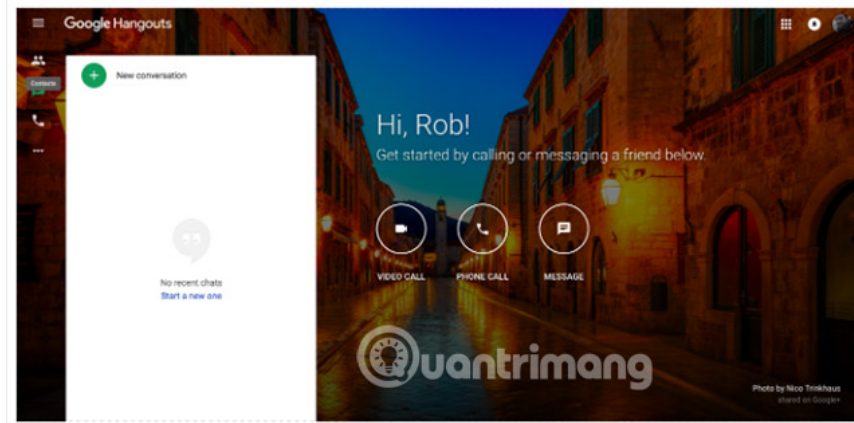 Google Hangouts
Contacts
New conversation
Hi, Rob!
Get started by calling or messaging a friend below.
VIDEO CALL
PHONE CALL
MESSAGE
No recent chats
Start a new one
Quantrimang
Photo by Nico Trinkhaus
shared on Google+